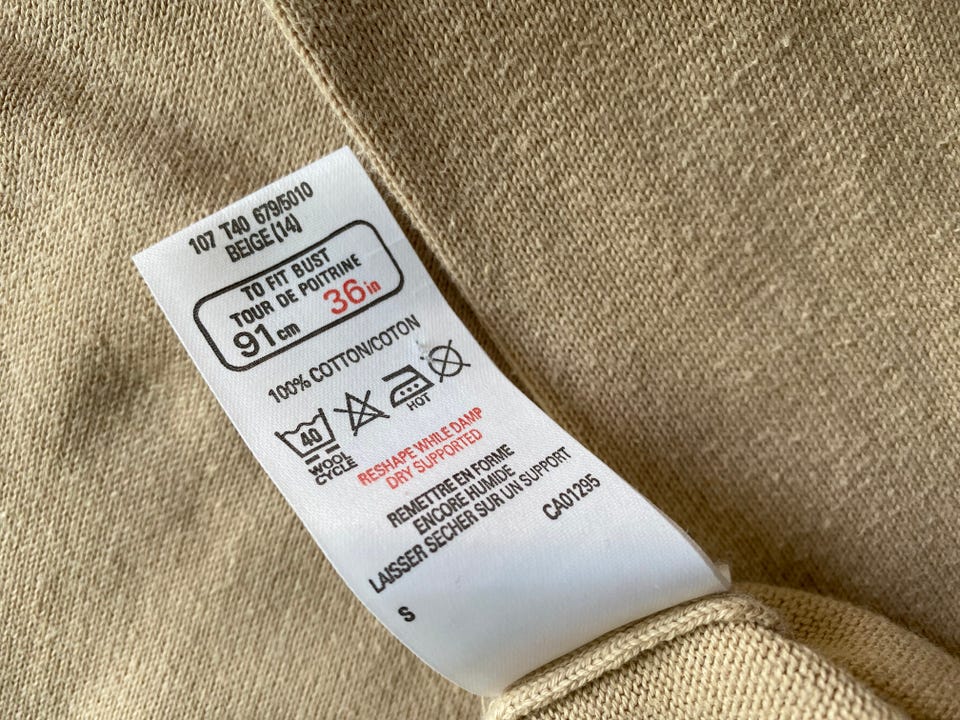 107 T40 679/5010
BEIGE (14)
TO FIT BUST
TOUR DE POITRINE
91cm 36in
100% COTTON/COTON
40
WOOL
CYCLE
HOT
RESHAPE WHILE DAMP
DRY SUPPORTED
REMETTRE EN FORME
ENCORE HUMIDE
LAISSER SECHER SUR UN SUPPORT
CA01295
S